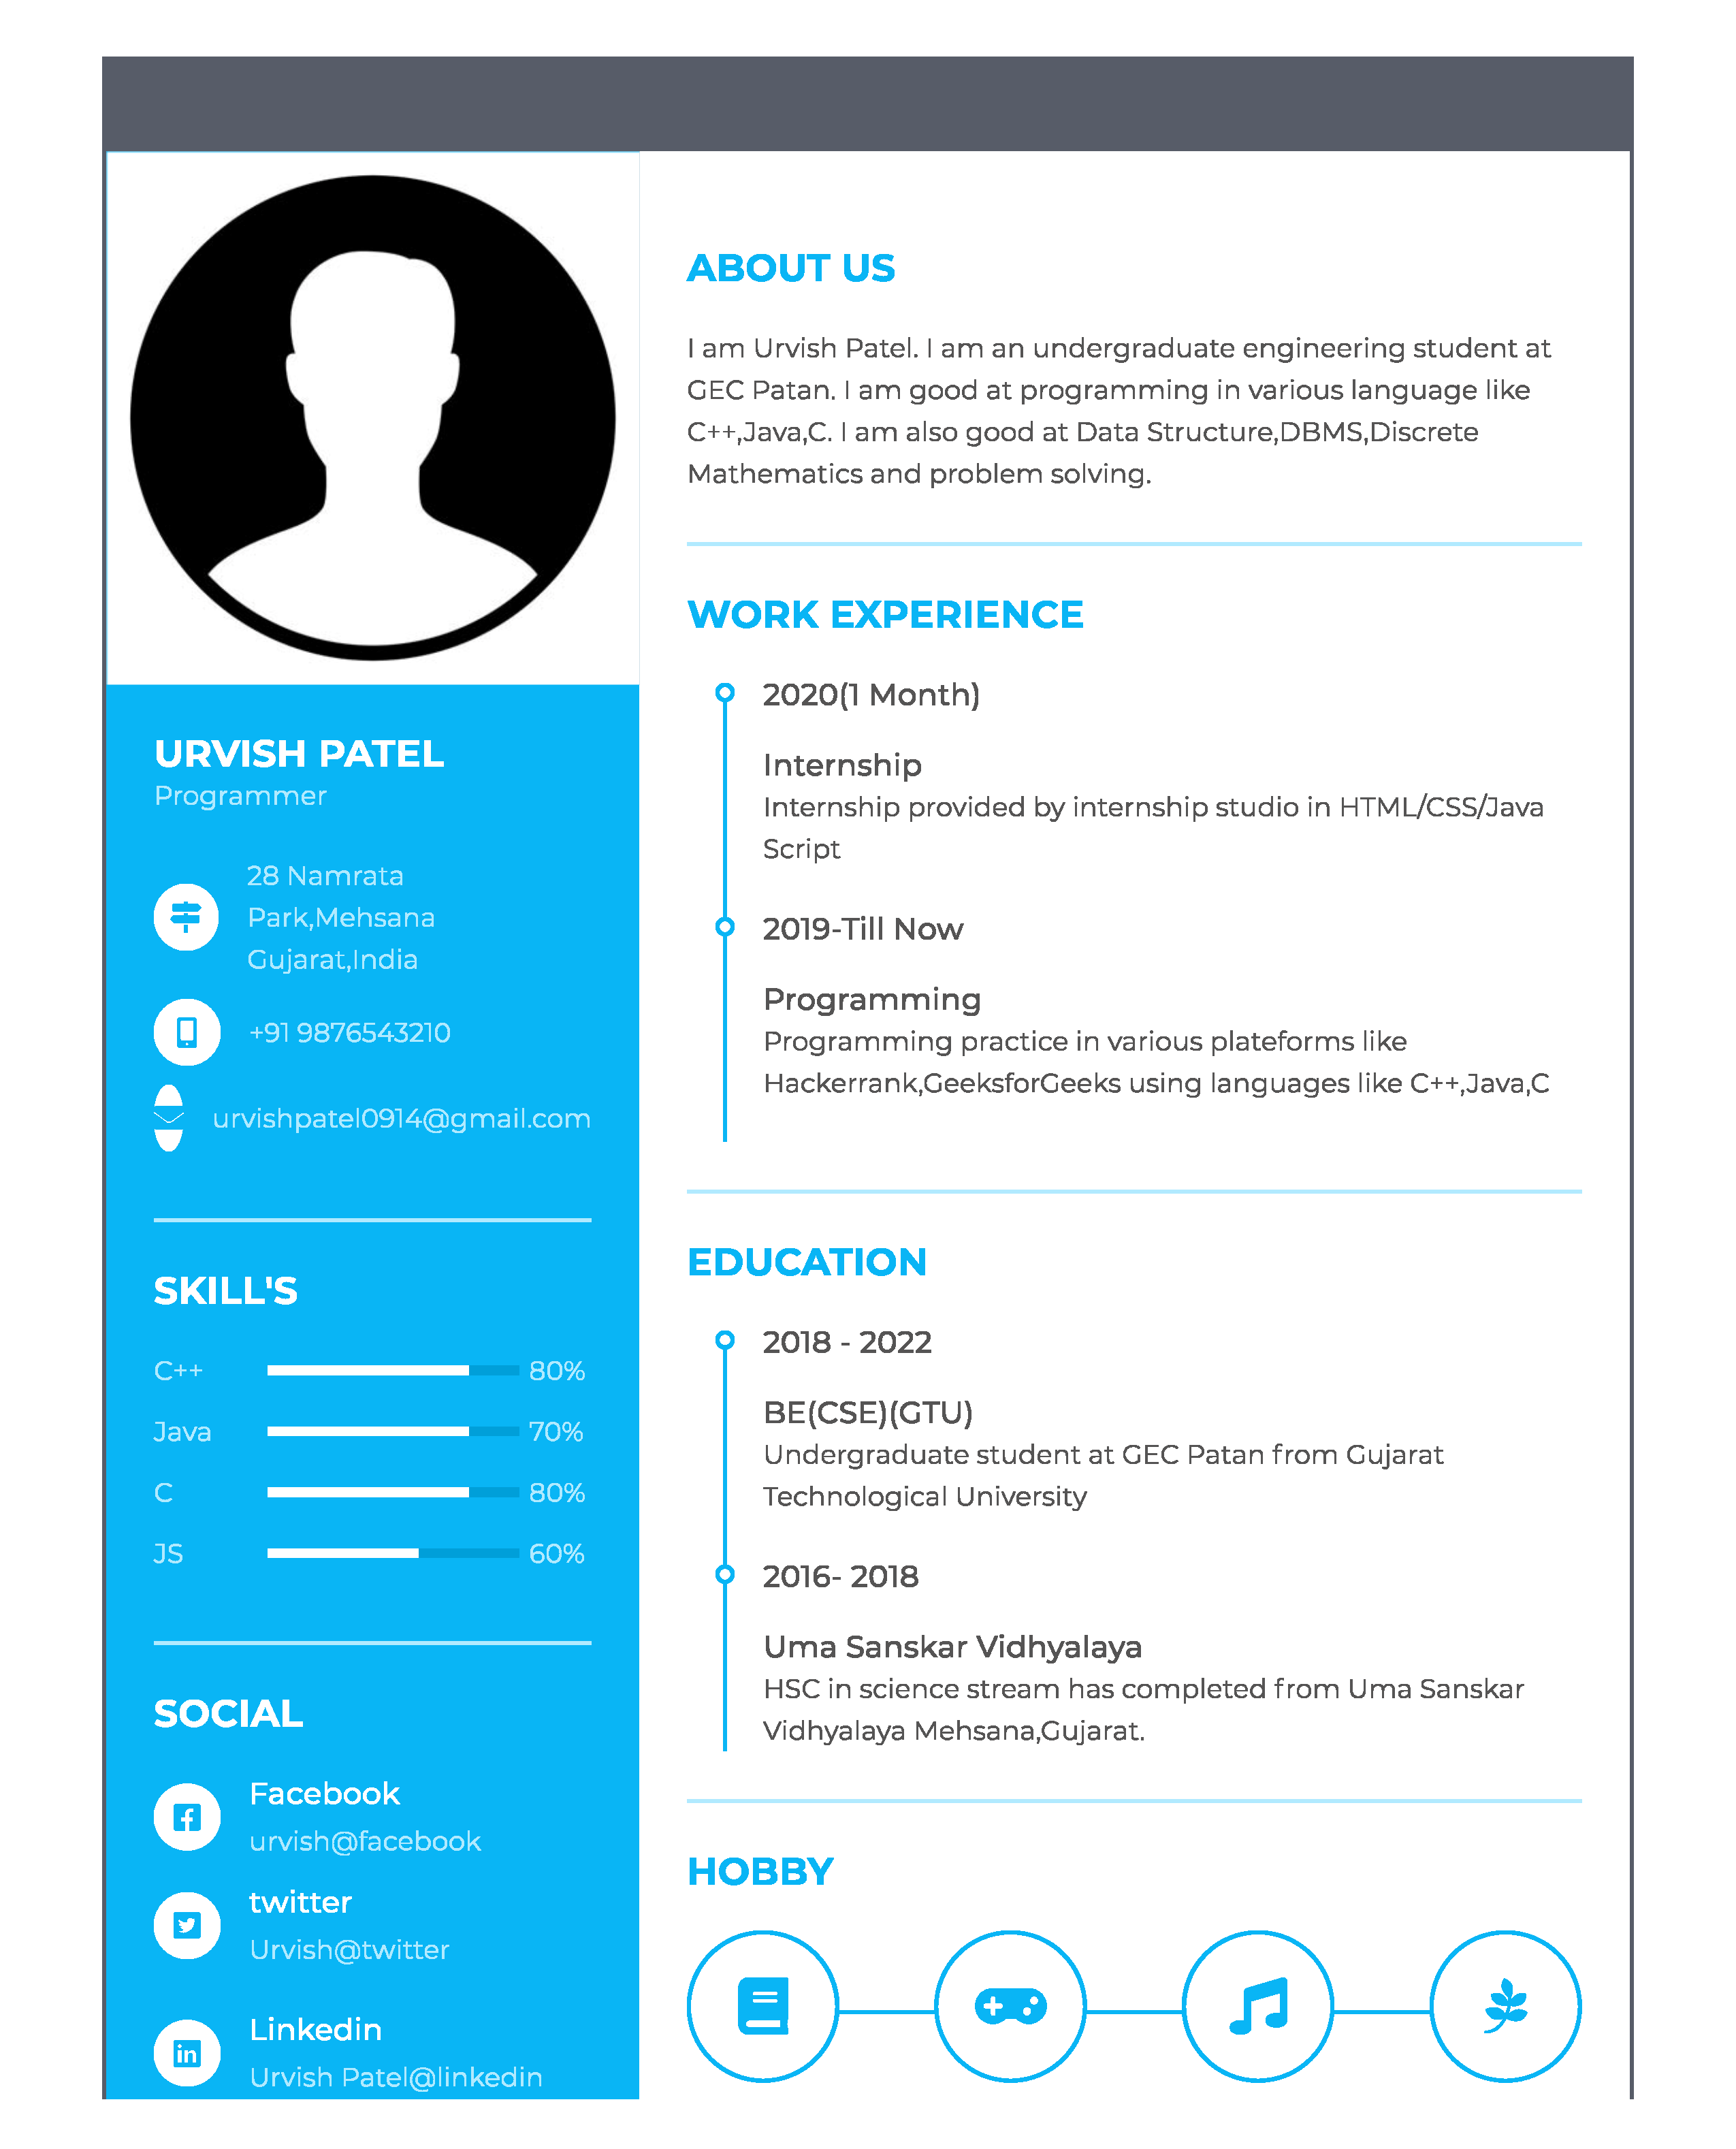 URVISH PATEL
Programmer
28 Namrata
Park,Mehsana
Gujarat,India
+91 9876543210
urvishpatel0914@gmail.com
SKILL'S
C++ 80%
Java 70%
C 80%
JS 60%
SOCIAL
Facebook
urvish@facebook
twitter
Urvish@twitter
Linkedin
Urvish Patel@linkedin
ABOUT US
I am Urvish Patel. I am an undergraduate engineering student at
GEC Patan. I am good at programming in various language like
C++,Java,C. I am also good at Data Structure,DBMS,Discrete
Mathematics and problem solving.
WORK EXPERIENCE
2020(1 Month)
Internship
Internship provided by internship studio in HTML/CSS/Java
Script
2019-Till Now
Programming
Programming practice in various plateforms like
Hackerrank,GeeksforGeeks using languages like C++,Java,C
EDUCATION
2018 - 2022
BE(CSE)(GTU)
Undergraduate student at GEC Patan from Gujarat
Technological University
2016- 2018
Uma Sanskar Vidhyalaya
HSC in science stream has completed from Uma Sanskar
Vidhyalaya Mehsana,Gujarat.
HOBBY